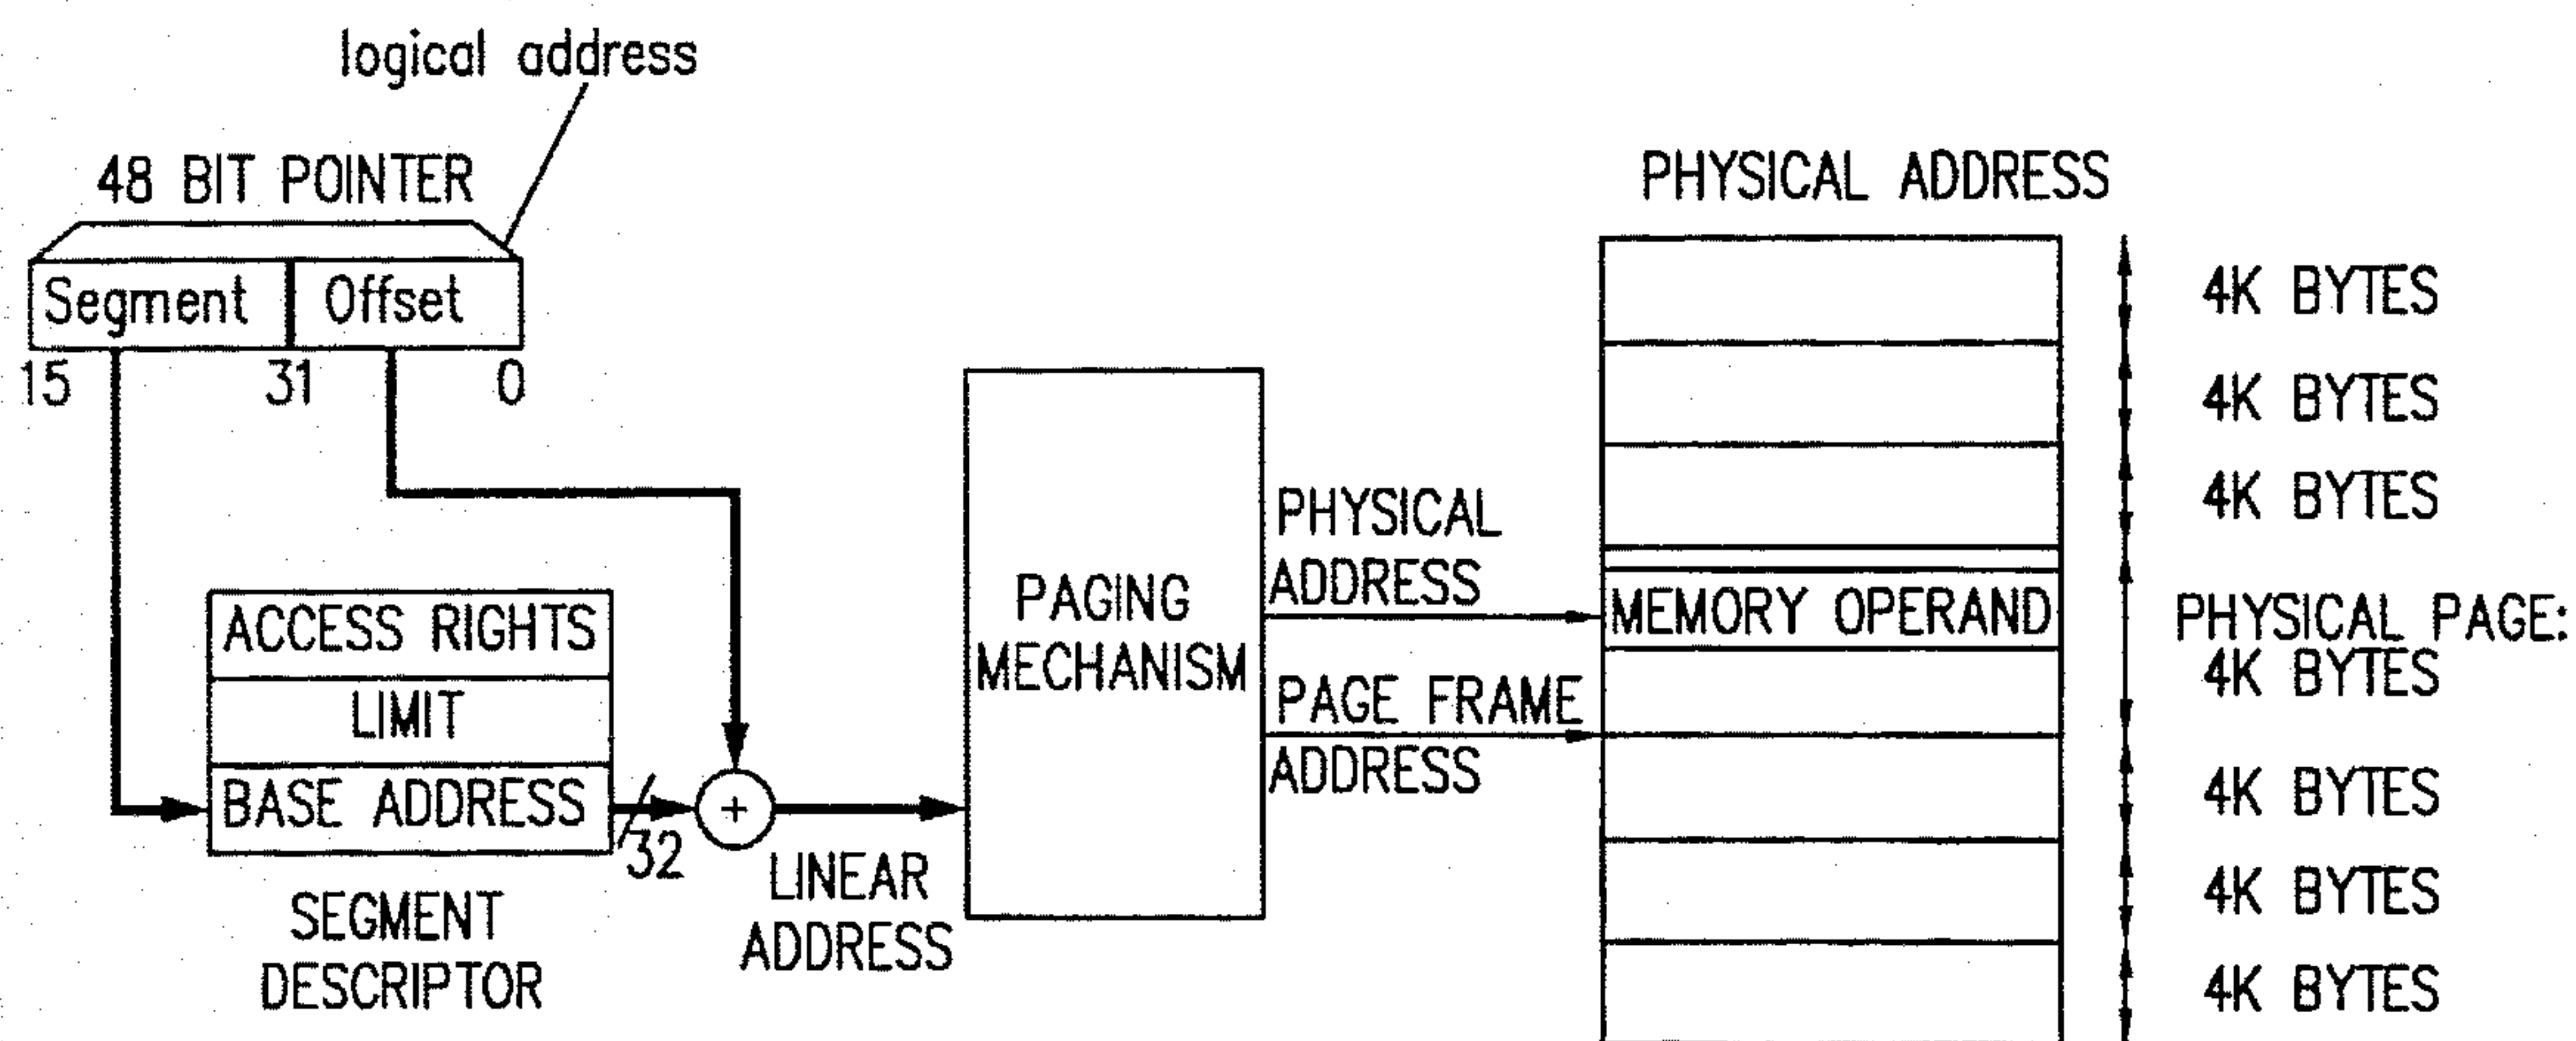 logical address
48 BIT POINTER
Segment
Offset
15
31
0
ACCESS RIGHTS
LIMIT
BASE ADDRESS
32
+
SEGMENT
DESCRIPTOR
LINEAR
ADDRESS
PAGING
MECHANISM
PHYSICAL
ADDRESS
PAGE FRAME
ADDRESS
PHYSICAL ADDRESS
MEMORY OPERAND
4K BYTES
4K BYTES
4K BYTES
PHYSICAL PAGE:
4K BYTES
4K BYTES
4K BYTES
4K BYTES